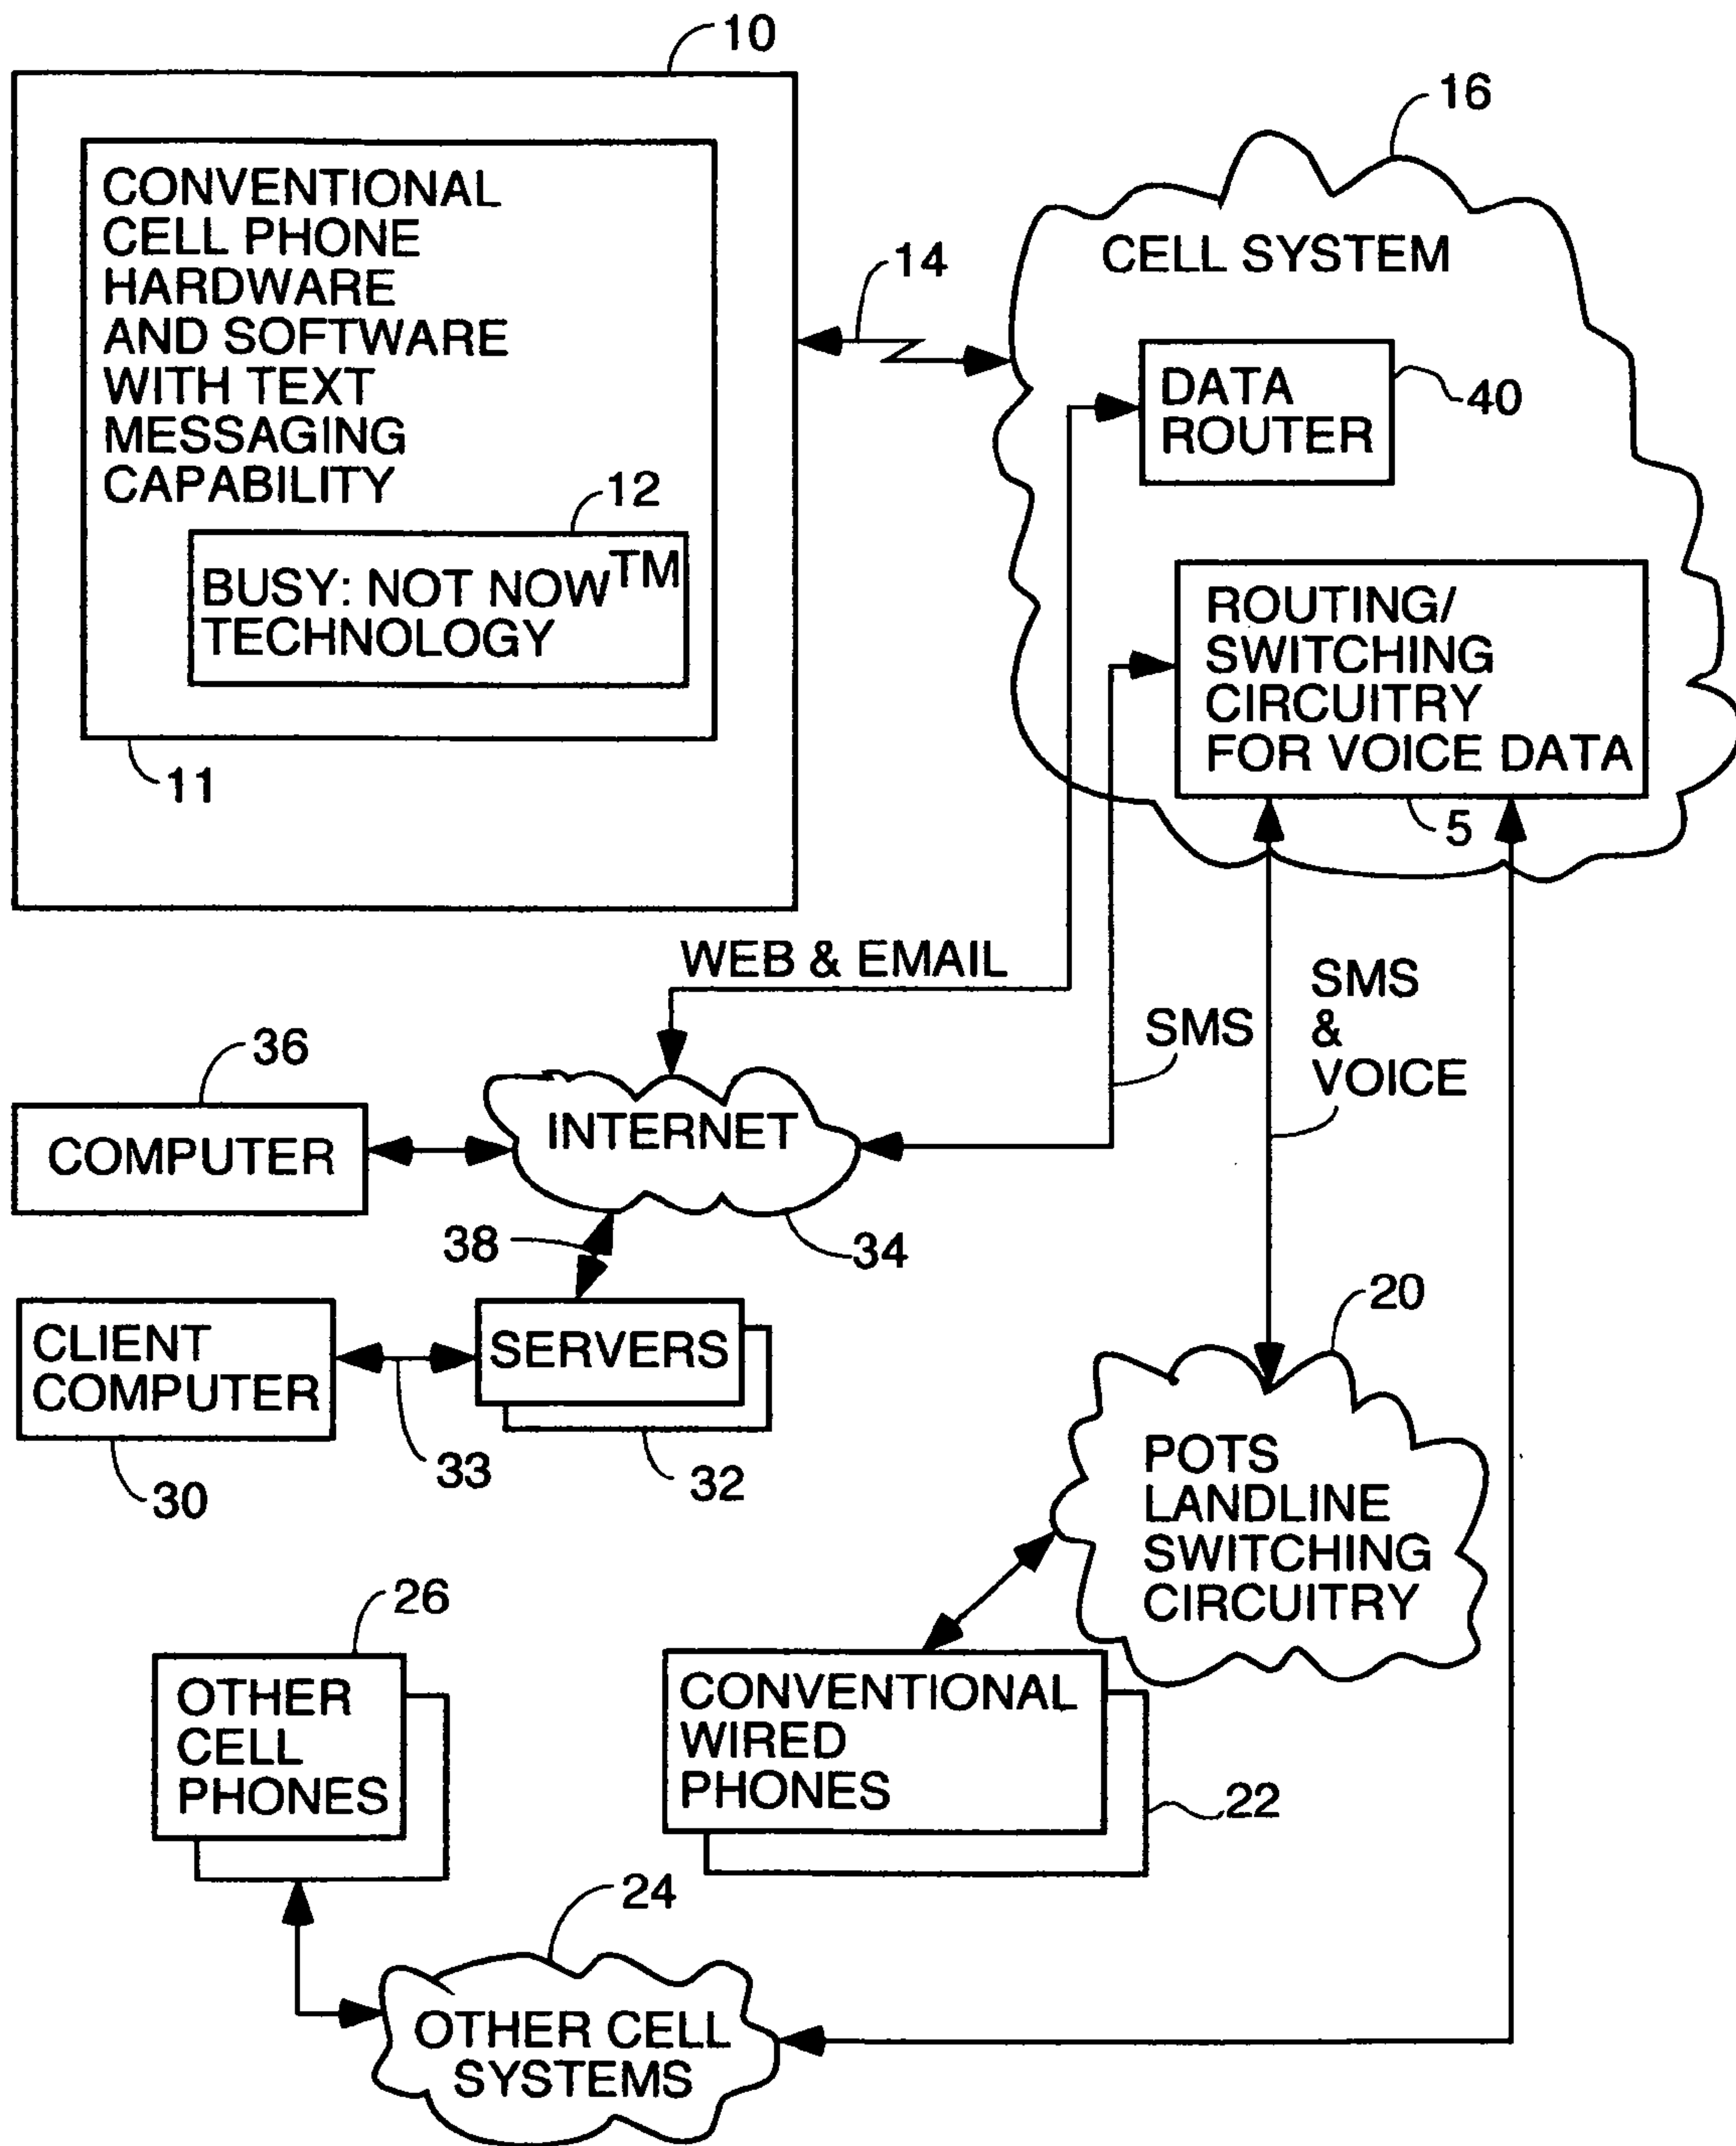 10
CONVENTIONAL
CELL PHONE
HARDWARE
AND SOFTWARE
WITH TEXT
MESSAGING
CAPABILITY
12
BUSY: NOT NOW™
TECHNOLOGY
11
14
16
CELL SYSTEM
DATA
ROUTER
40
ROUTING/
SWITCHING
CIRCUITRY
FOR VOICE DATA
5
WEB & EMAIL
SMS
SMS
&
VOICE
36
COMPUTER
INTERNET
34
38
CLIENT
COMPUTER
30
33
SERVERS
32
20
POTS
LANDLINE
SWITCHING
CIRCUITRY
26
OTHER
CELL
PHONES
CONVENTIONAL
WIRED
PHONES
22
24
OTHER CELL
SYSTEMS